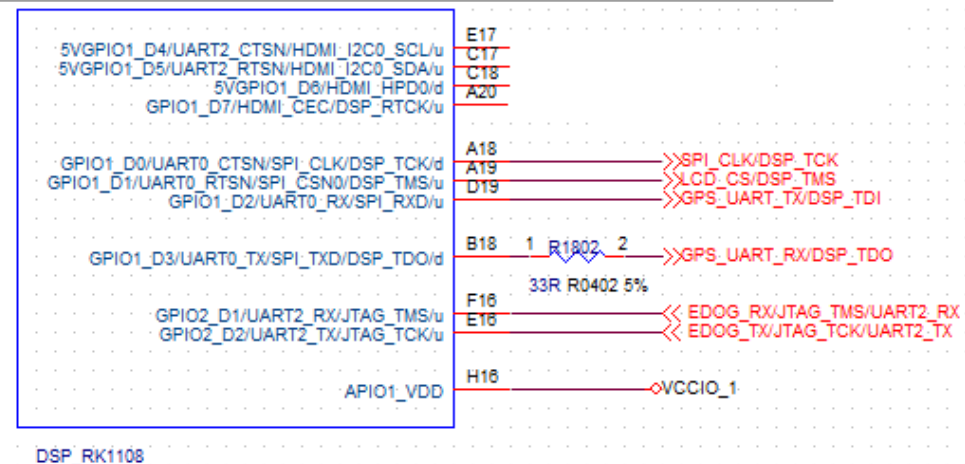 5VGPIO1_D4/UART2_CTSN/HDMI_I2C0_SCL/u E17
5VGPIO1_D5/UART2_RTSN/HDMI_I2C0_SDA/u C17
5VGPIO1_D6/HDMI_HPD0/d C18
GPIO1_D7/HDMI_CEC/DSP_RTCK/u A20
GPIO1_D0/UART0_CTSN/SPI_CLK/DSP_TCK/d A18 SPI_CLK/DSP_TCK
GPIO1_D1/UART0_RTSN/SPI_CSN0/DSP_TMS/u A19 LCD_CS/DSP_TMS
GPIO1_D2/UART0_RX/SPI_RXD/u D19 GPS_UART_TX/DSP_TDI
GPIO1_D3/UART0_TX/SPI_TXD/DSP_TDO/d B18 1 R1802 2 GPS_UART_RX/DSP_TDO
33R R0402 5%
GPIO2_D1/UART2_RX/JTAG_TMS/u F16 EDOG_RX/JTAG_TMS/UART2_RX
GPIO2_D2/UART2_TX/JTAG_TCK/u E16 EDOG_TX/JTAG_TCK/UART2_TX
APIO1_VDD H16 VCCIO_1
DSP RK1108